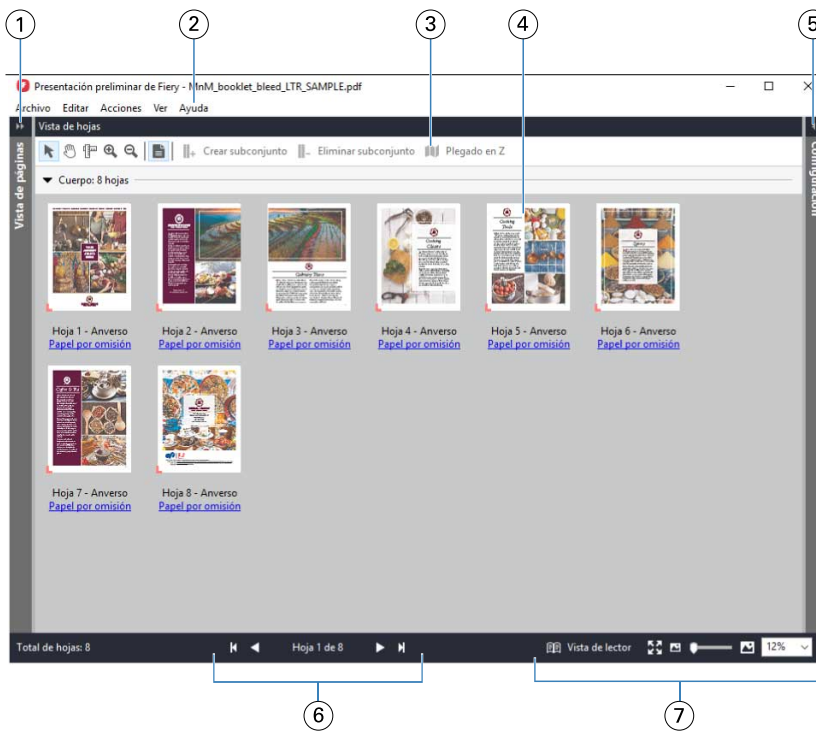 1
2
3
4
5
Presentación preliminar de Fiery - MnM_booklet_bleed_LTR_SAMPLE.pdf
Archivo Editar Acciones Ver Ayuda
Vista de hojas
Vista de páginas
Configuración
Crear subconjunto Eliminar subconjunto Plegado en Z
Cuerpo: 8 hojas
Hoja 1 - Anverso Hoja 2 - Anverso Hoja 3 - Anverso Hoja 4 - Anverso Hoja 5 - Anverso Hoja 6 - Anverso
Papel por omisión Papel por omisión Papel por omisión Papel por omisión Papel por omisión Papel por omisión
Hoja 7 - Anverso Hoja 8 - Anverso
Papel por omisión Papel por omisión
Total de hojas: 8 Hoja 1 de 8 Vista de lector 12%
6
7